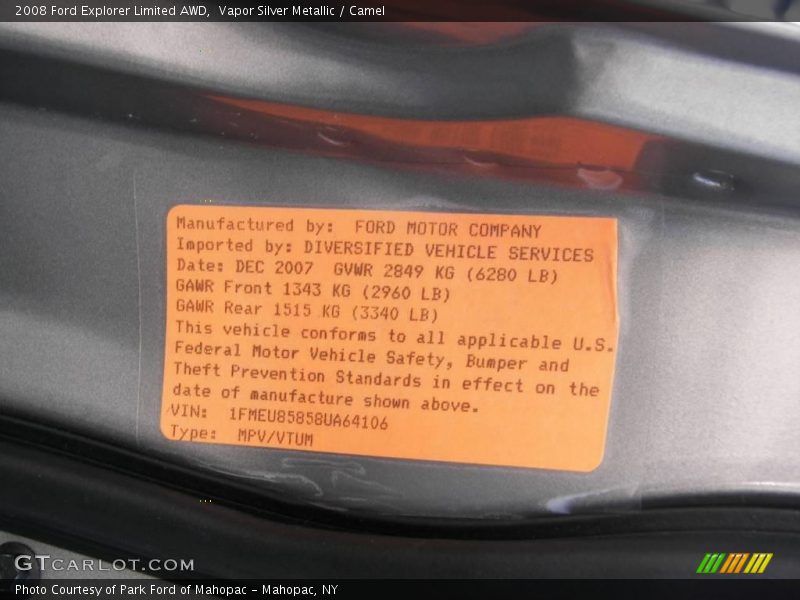 2008 Ford Explorer Limited AWD,  Vapor Silver Metallic / Camel
Manufactured by:  FORD MOTOR COMPANY
Imported by: DIVERSIFIED VEHICLE SERVICES
Date: DEC 2007  GVWR 2849 KG (6280 LB)
GAWR Front 1343 KG (2960 LB)
GAWR Rear 1515 KG (3340 LB)
This vehicle conforms to all applicable U.S.
Federal Motor Vehicle Safety, Bumper and
Theft Prevention Standards in effect on the
date of manufacture shown above.
VIN:  1FMEU85858UA64106
Type:  MPV/VTUM
GTCARLOT.COM
Photo Courtesy of Park Ford of Mahopac - Mahopac, NY